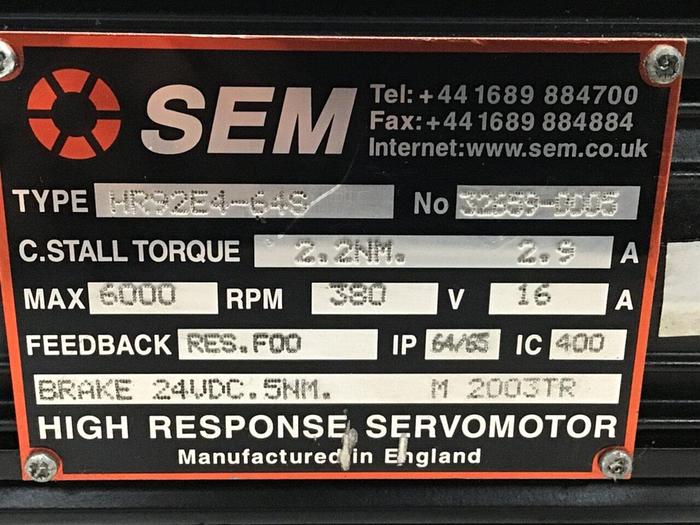 SEM
Tel: +44 1689 884700
Fax: +44 1689 884884
Internet:www.sem.co.uk
TYPE HR92E4-64S No 32689-0005
C.STALL TORQUE 2.2NM. 2.9 A
MAX 6000 RPM 380 V 16 A
FEEDBACK RES.F00 IP 64/65 IC 400
BRAKE 24VDC.5NM. M 2003TR
HIGH RESPONSE SERVOMOTOR
Manufactured in England